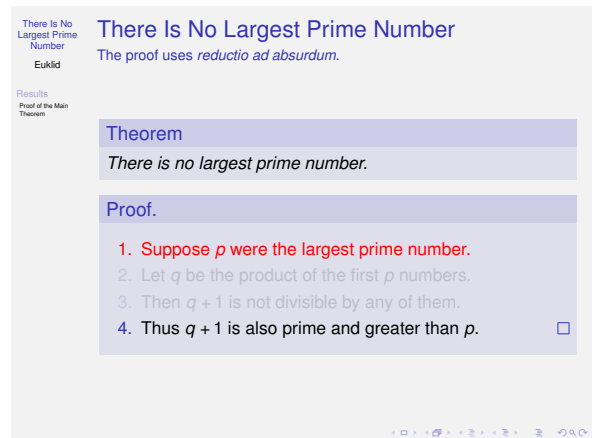 There Is No
Largest Prime
Number
Euklid
Results
Proof of the Main
Theorem
There Is No Largest Prime Number
The proof uses reductio ad absurdum.
Theorem
There is no largest prime number.
Proof.
1. Suppose p were the largest prime number.
2. Let q be the product of the first p numbers.
3. Then q + 1 is not divisible by any of them.
4. Thus q + 1 is also prime and greater than p. □